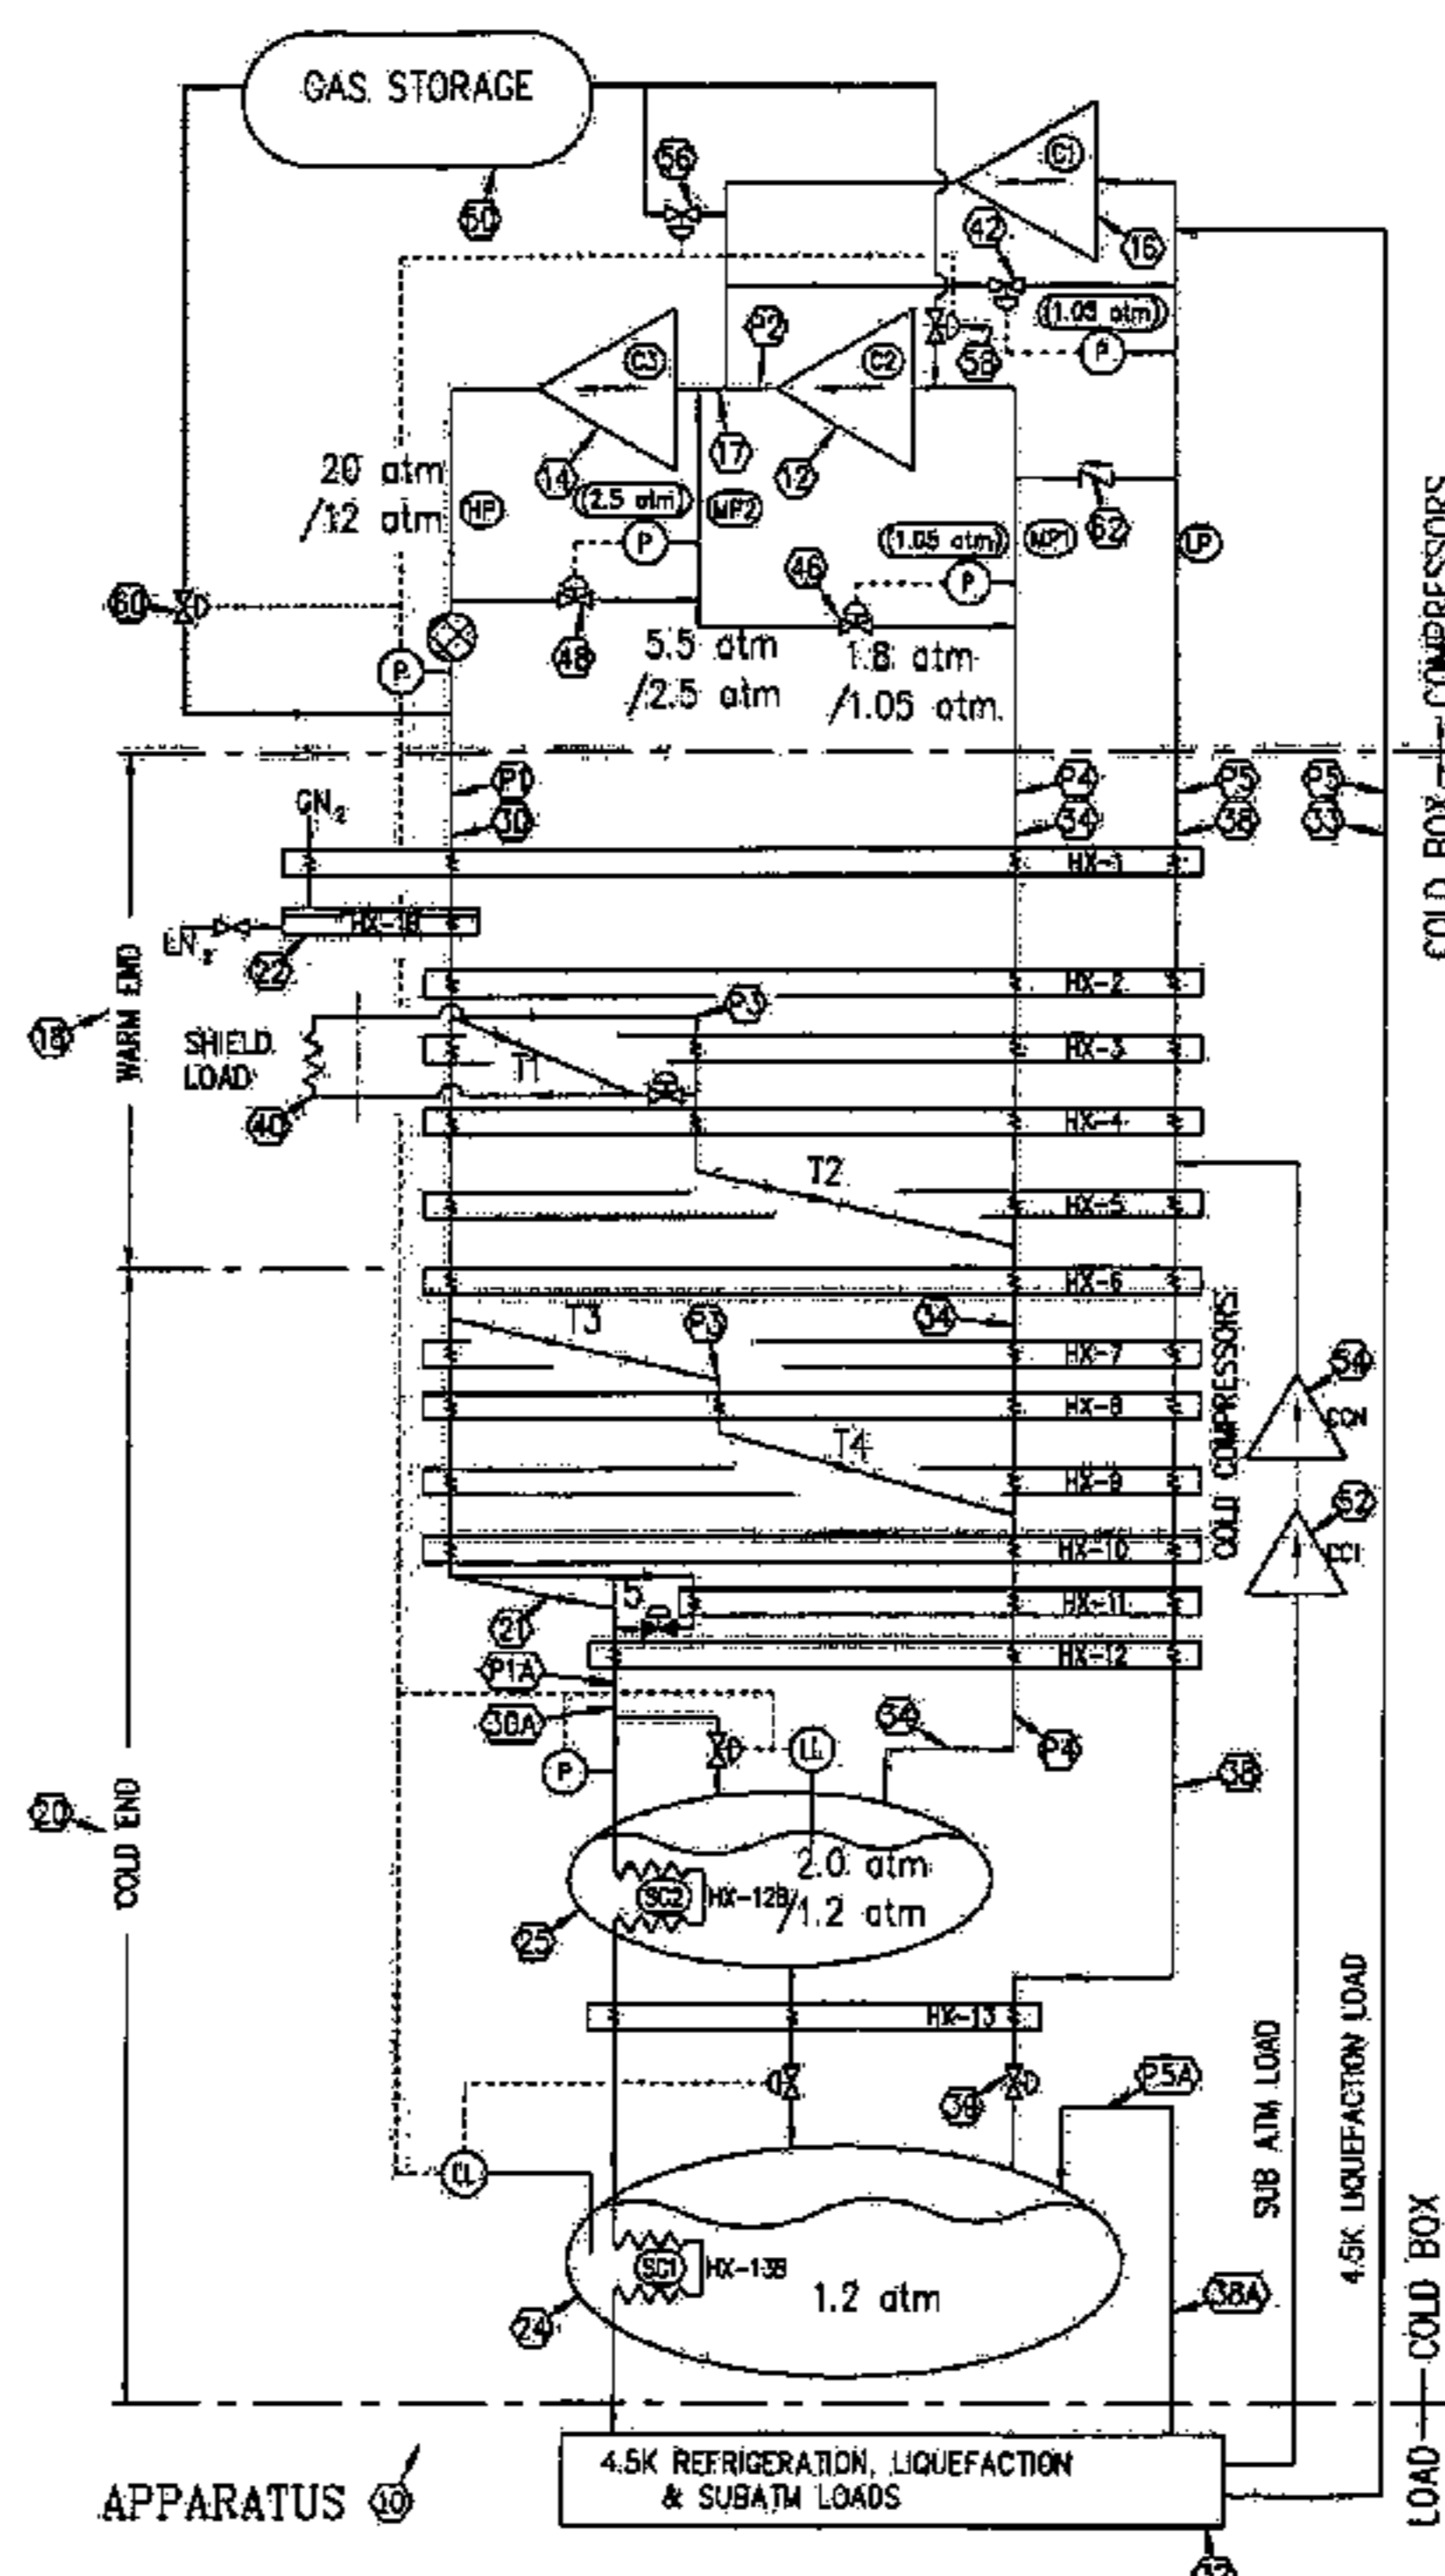 GAS STORAGE
C1
56
50
42
16
(1.05 atm)
P
P2
C3
C2
58
17
14
12
20 atm
/12 atm
HP
(2.5 atm)
MP2
P
(1.05 atm)
MP1
62
LP
46
P
60
48
5.5 atm
/2.5 atm
1.8 atm
/1.05 atm
P
COLD BOX — COMPRESSORS
P1
P4
P5
P5
30
34
38
33
GN₂
HX-1
HX-1B
LN₂
22
HX-2
WARM END
18
P3
SHIELD
LOAD
T1
HX-3
40
HX-4
T2
HX-5
HX-6
T3
P3
34
HX-7
HX-8
T4
HX-9
HX-10
COLD COMPRESSORS
54
CCN
52
CC1
5
HX-11
21
HX-12
P1A
30A
34
P4
38
LL
P
20
COLD END
2.0 atm
/1.2 atm
SC2
HX-12B
25
HX-13
36
P5A
LL
SC1
HX-13B
1.2 atm
24
38A
SUB ATM LOAD
4.5K LIQUEFACTION LOAD
LOAD — COLD BOX
4.5K REFRIGERATION, LIQUEFACTION
& SUBATM LOADS
APPARATUS 10